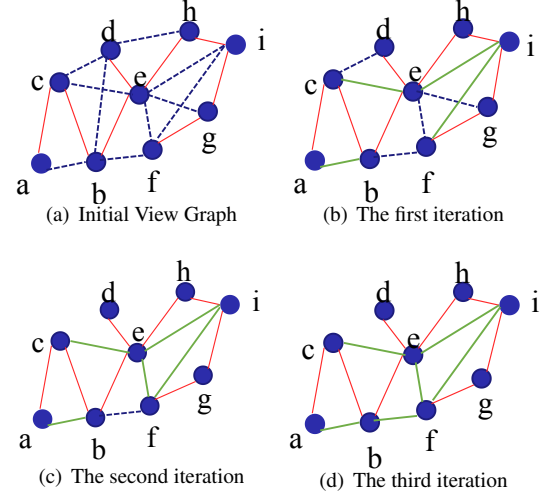 h
d
i
c
e
g
a
b
f
(a) Initial View Graph
h
d
i
c
e
g
a
b
f
(b) The first iteration
h
d
i
e
c
g
a
b
f
(c) The second iteration
h
d
i
e
c
g
a
b
f
(d) The third iteration